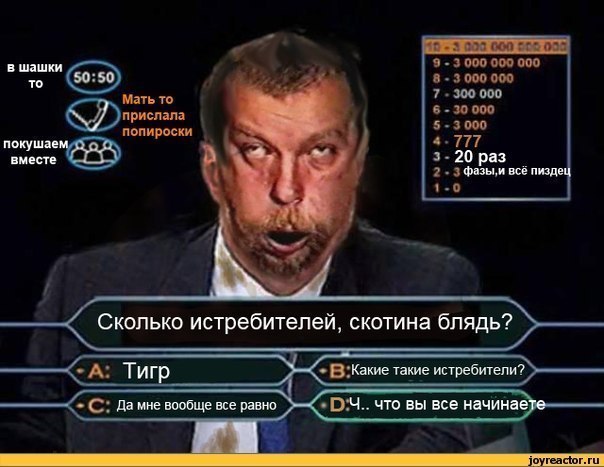 в шашки
то
50:50
Мать то
прислала
попироски
покушаем
вместе
10 - 3 000 000 000 000
9 - 3 000 000 000
8 - 3 000 000
7 - 300 000
6 - 30 000
5 - 3 000
4 - 777
3 - 20 раз
2 - 3 фазы,и всё пиздец
1 - 0
Сколько истребителей, скотина блядь?
A: Тигр
B: Какие такие истребители?
C: Да мне вообще все равно
D: Ч.. что вы все начинаете
joyreactor.ru